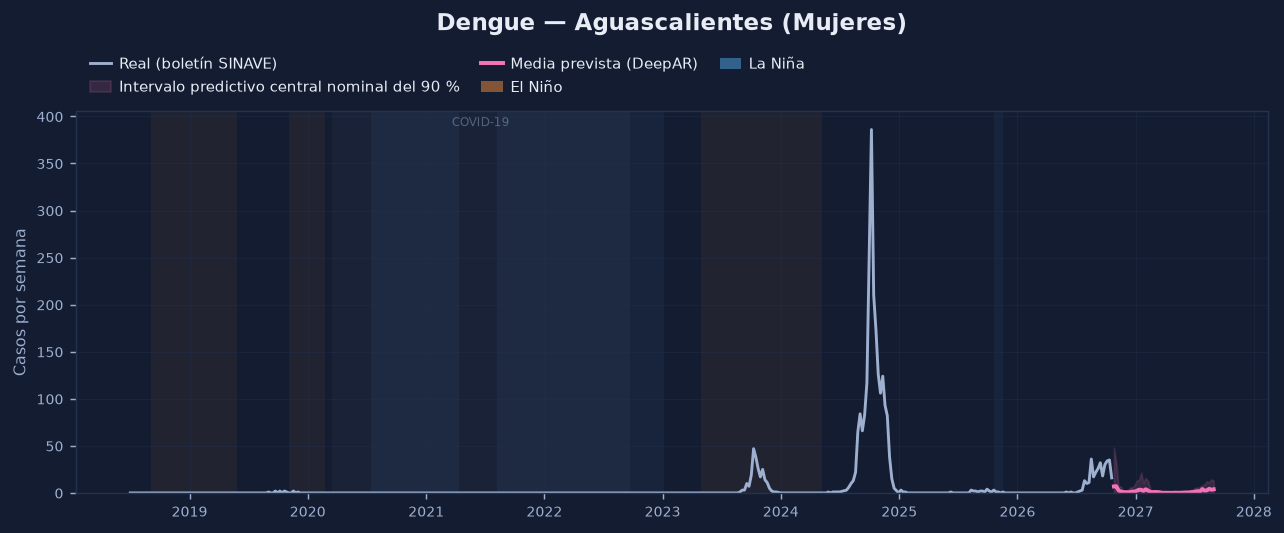 Dengue — Aguascalientes (Mujeres)
Real (boletín SINAVE)
Media prevista (DeepAR)
La Niña
Intervalo predictivo central nominal del 90 %
El Niño
COVID-19
Casos por semana
400
350
300
250
200
150
100
50
0
2019 2020 2021 2022 2023 2024 2025 2026 2027 2028